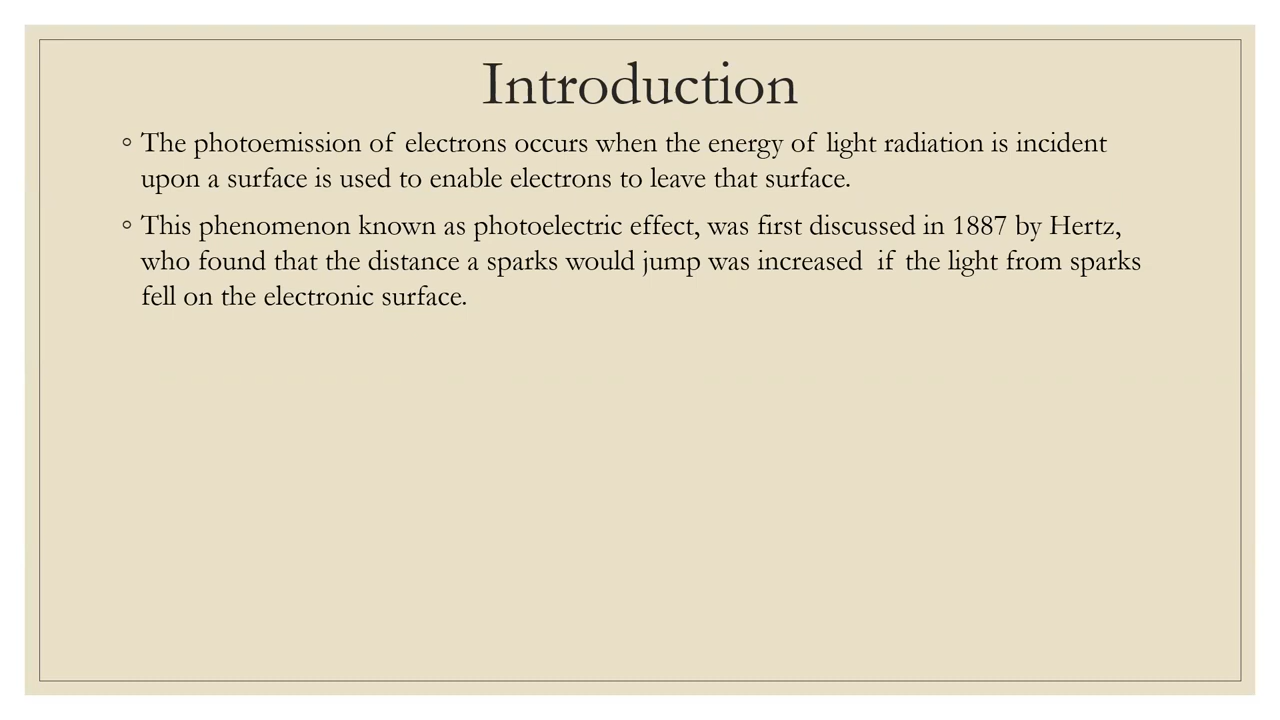 Introduction
◦ The photoemission of electrons occurs when the energy of light radiation is incident
upon a surface is used to enable electrons to leave that surface.
◦ This phenomenon known as photoelectric effect, was first discussed in 1887 by Hertz,
who found that the distance a sparks would jump was increased  if the light from sparks
fell on the electronic surface.